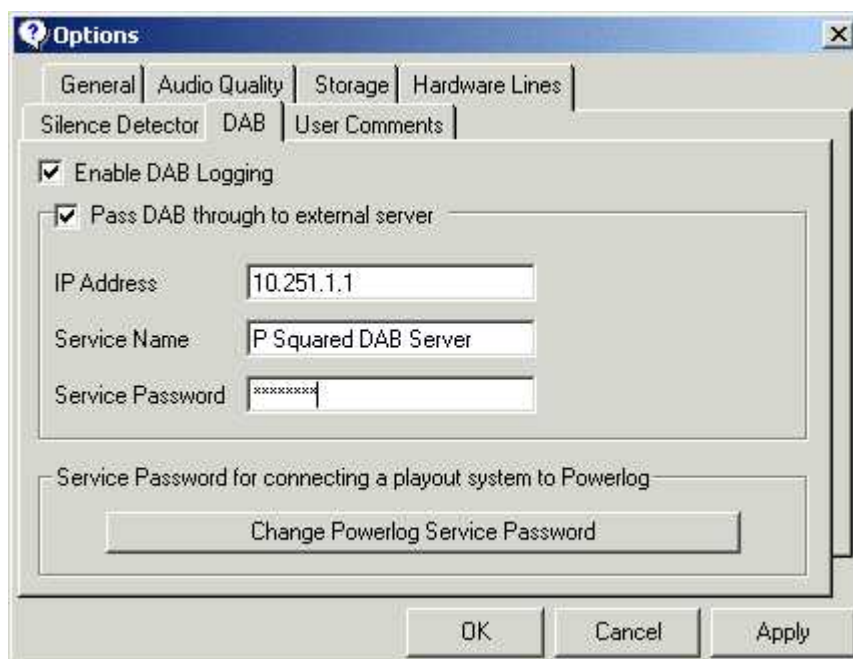 Options
General Audio Quality Storage Hardware Lines
Silence Detector DAB User Comments
Enable DAB Logging
Pass DAB through to external server
IP Address 10.251.1.1
Service Name P Squared DAB Server
Service Password ********
Service Password for connecting a playout system to Powerlog
Change Powerlog Service Password
OK Cancel Apply